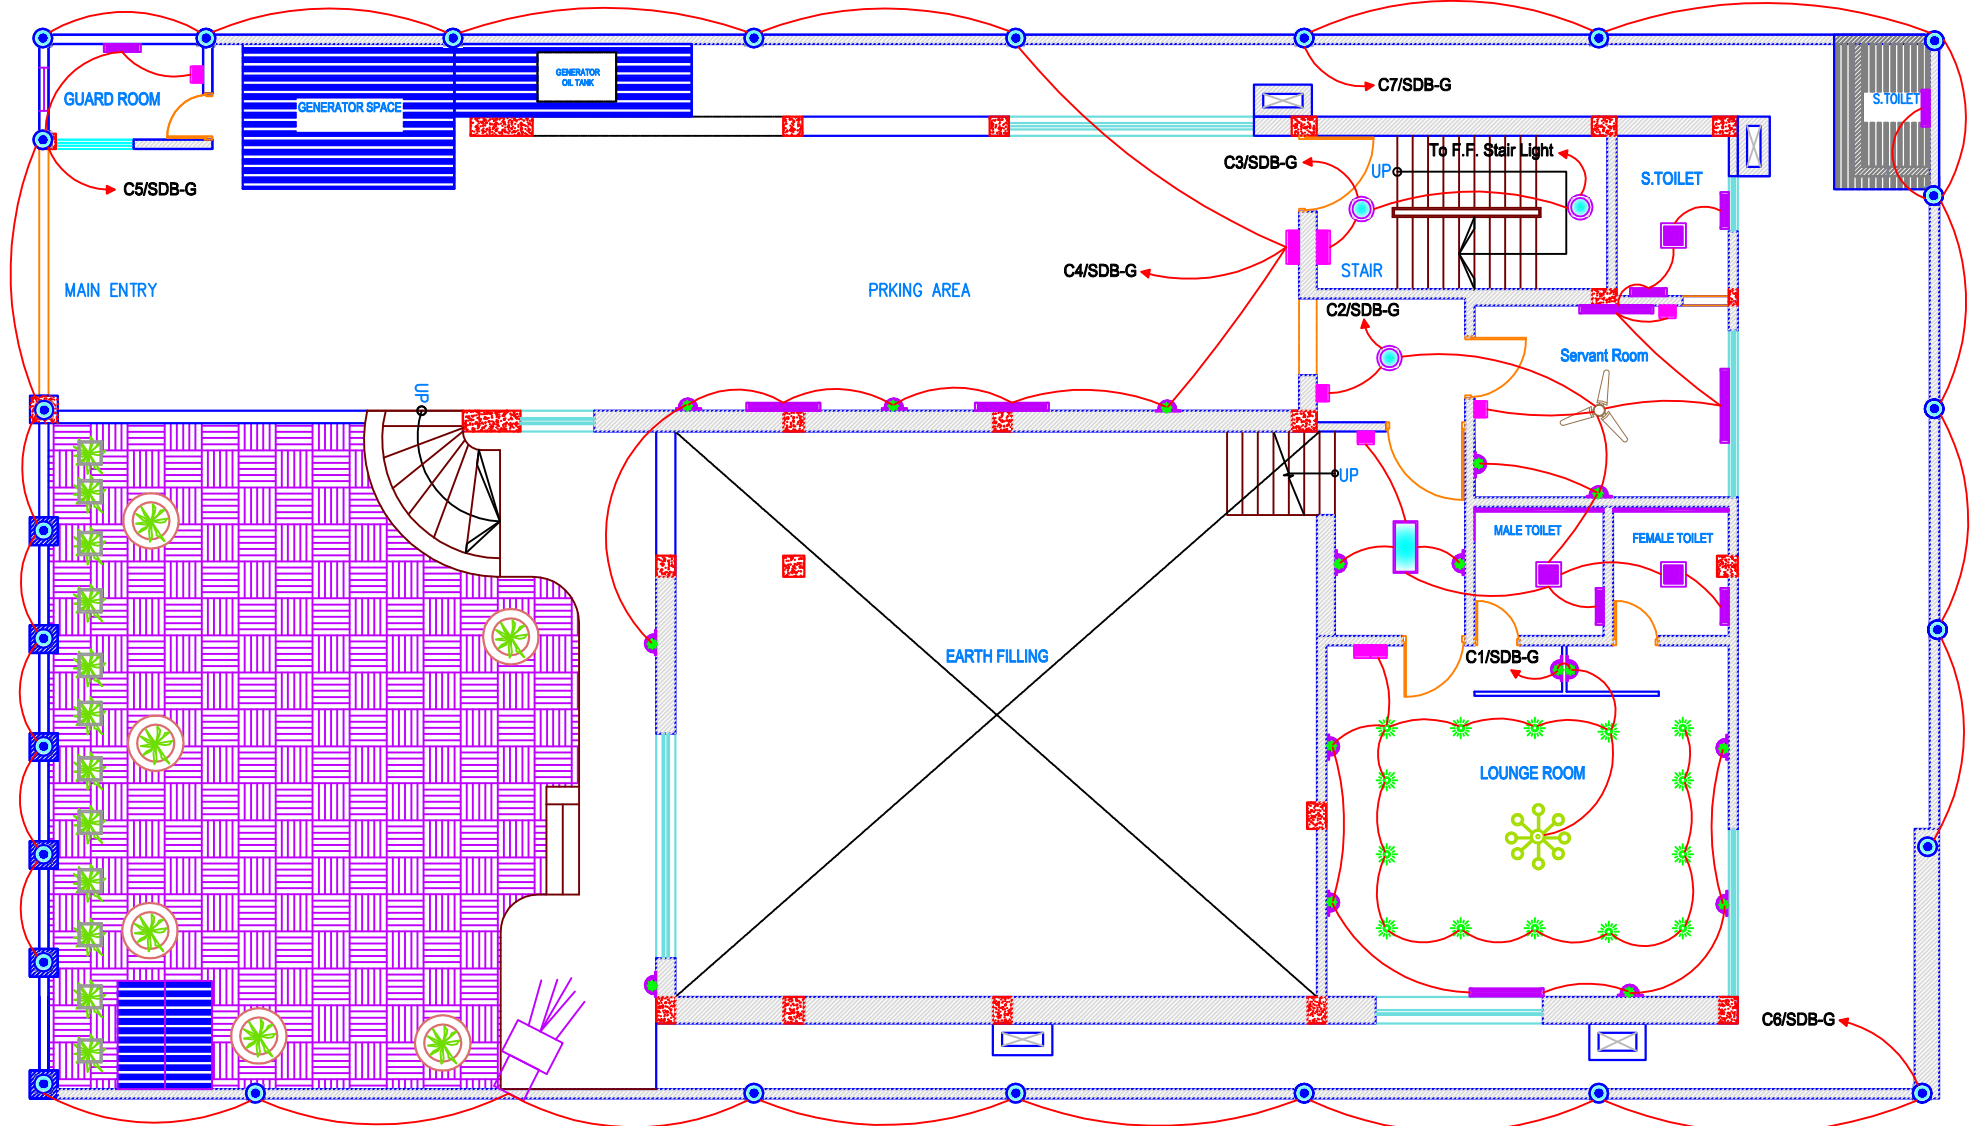 C7/SDB-G
GENERATOR
OIL TANK
GUARD ROOM
GENERATOR SPACE
S.TOILET
To F.F. Stair Light
C3/SDB-G
UP
S.TOILET
C5/SDB-G
C4/SDB-G
STAIR
MAIN ENTRY
PRKING AREA
C2/SDB-G
Servant Room
UP
UP
MALE TOILET
FEMALE TOILET
EARTH FILLING
C1/SDB-G
LOUNGE ROOM
C6/SDB-G